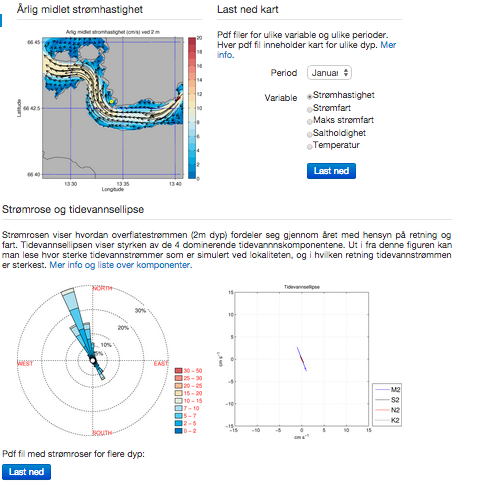 Årlig midlet strømhastighet
Last ned kart
Årlig midlet stromhastighet (cm/s) ved 2 m
Pdf filer for ulike variable og ulike perioder.
Hver pdf fil inneholder kart for ulike dyp. Mer
info.
Period
Januar
Variable
Strømhastighet
Strømfart
Maks strømfart
Saltholdighet
Temperatur
Last ned
66 45
66 42.5
66 40
Latitude
13 30
13 35
13 40
Longitude
20
18
16
14
12
10
8
6
4
2
0
Strømrose og tidevannsellipse
Strømrosen viser hvordan overflatestrømmen (2m dyp) fordeler seg gjennom året med hensyn på retning og
fart. Tidevannsellipsen viser styrken av de 4 dominerende tidevannnskomponentene. Ut i fra denne figuren kan
man lese hvor sterke tidevannstrømmer som er simulert ved lokaliteten, og i hvilken retning tidevannstrømmen
er sterkest. Mer info og liste over komponenter.
NORTH
30%
20%
10%
5%
WEST
EAST
SOUTH
30 - 50
25 - 30
20 - 25
15 - 20
10 - 15
7 - 10
5 - 7
2 - 5
0 - 2
Tidevannsellipse
15
10
5
0
-5
-10
-15
cm s⁻¹
-15
-10
-5
0
5
10
15
cm s⁻¹
M2
S2
N2
K2
Pdf fil med strømroser for flere dyp:
Last ned